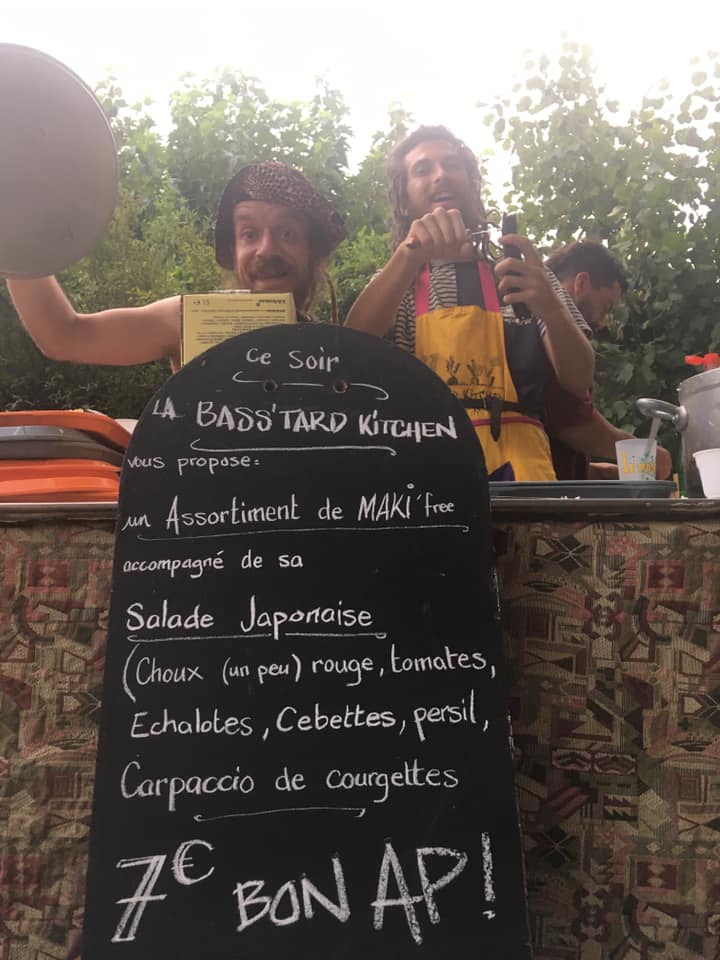 Ce Soir
LA BASS'TARD KITCHEN
vous propose:
un Assortiment de MAKI'free
accompagné de sa
Salade Japonaise
(Choux (un peu) rouge, tomates,
Echalotes, Cebettes, persil,
Carpaccio de courgettes
7€ BON AP!